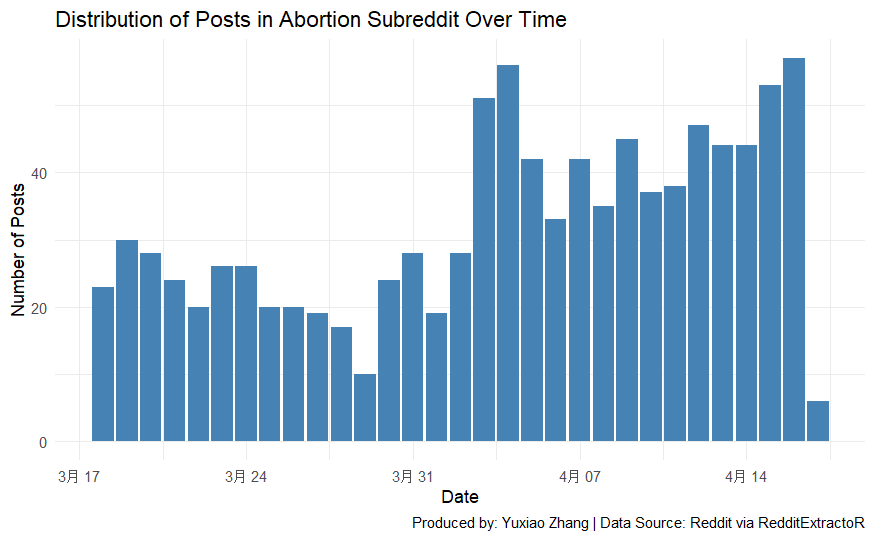 Distribution of Posts in Abortion Subreddit Over Time
Number of Posts
40
20
0
3月 17 3月 24 3月 31 4月 07 4月 14
Date
Produced by: Yuxiao Zhang | Data Source: Reddit via RedditExtractoR